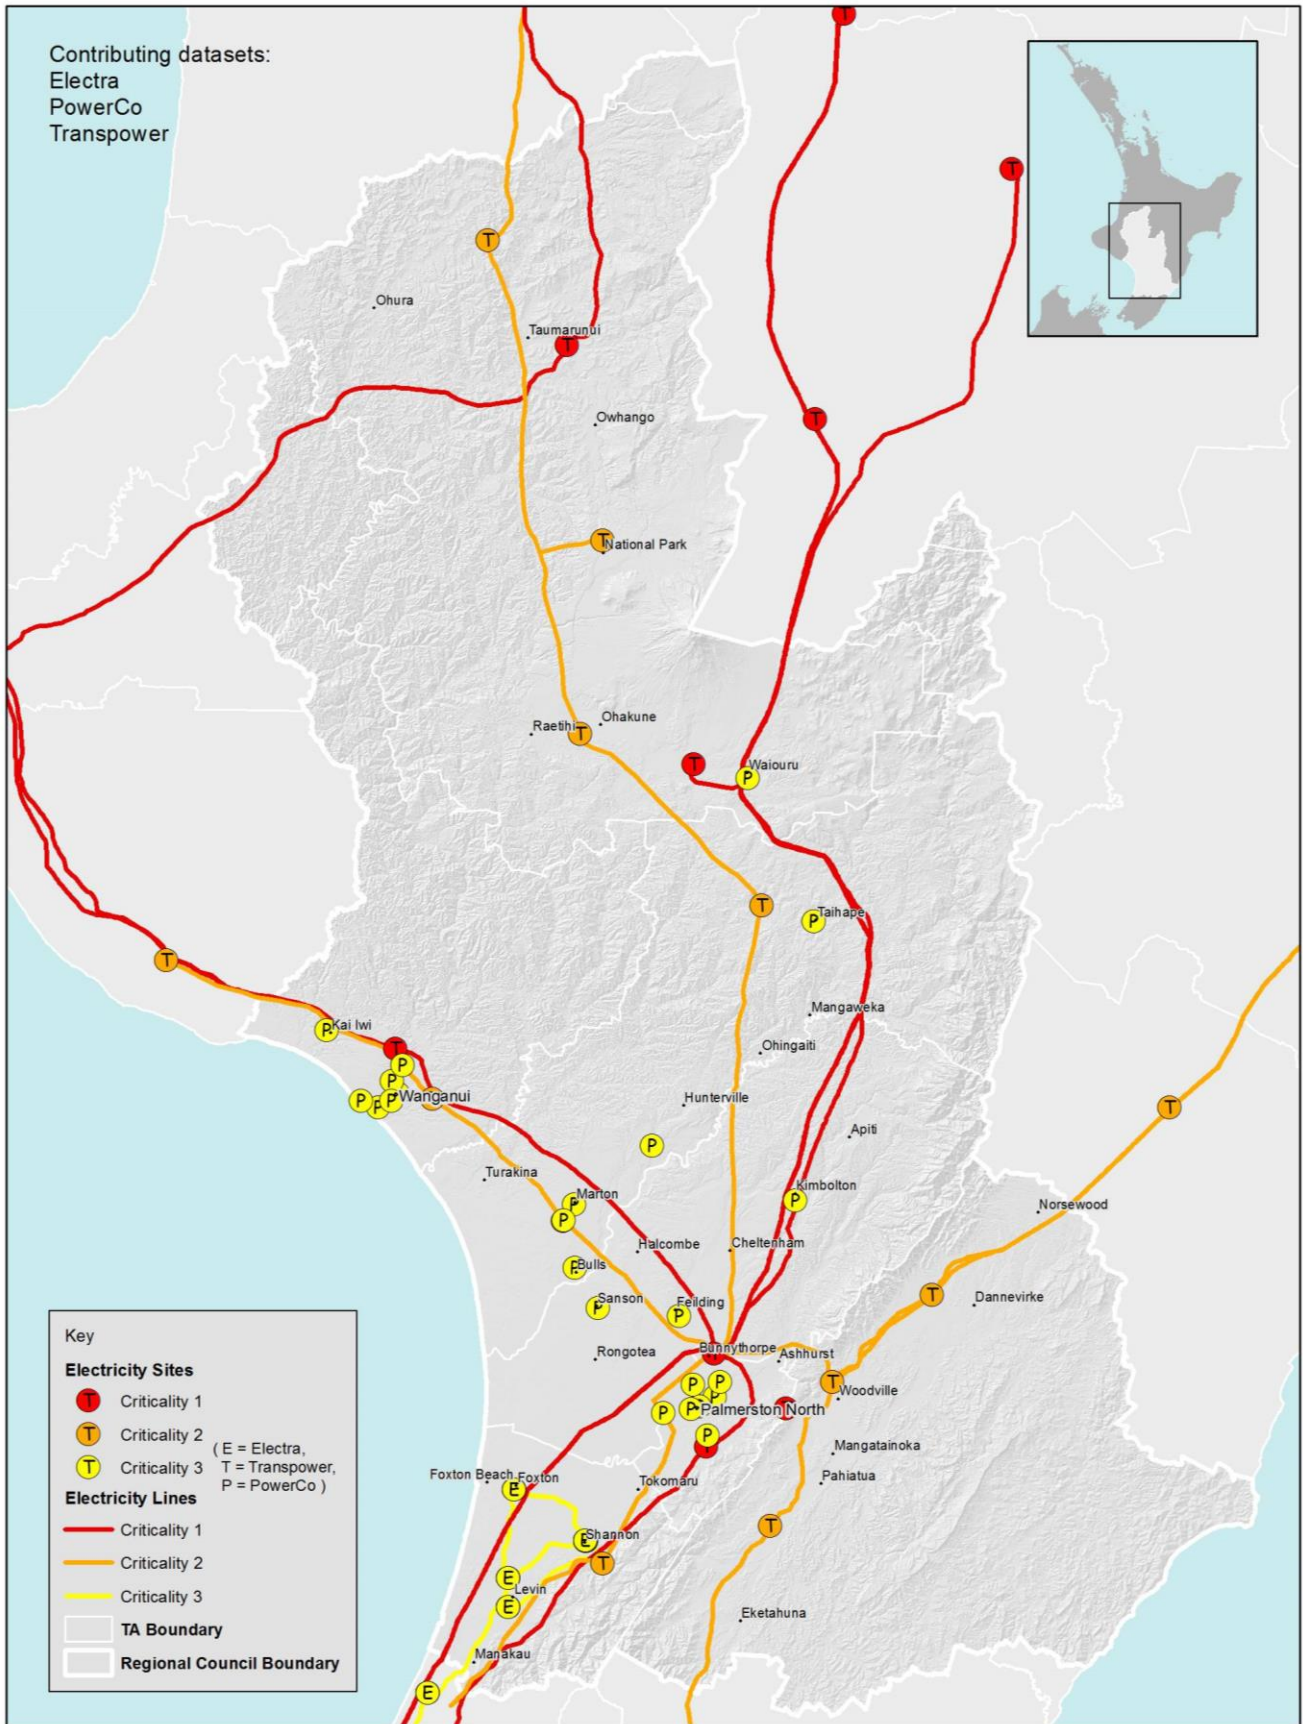 Contributing datasets:
Electra
PowerCo
Transpower
T
T
T
Ohura
Taumarunui
T
T
Owhango
T
National Park
Raetihi
T
Ohakune
T
Waiouru
P
T
P
Taihape
T
Mangaweka
P
Kai Iwi
T
Ohingaiti
P
P
P
P
P
Wanganui
Hunterville
T
Apiti
P
Turakina
Kimbolton
P
Marton
P
P
Norsewood
Halcombe
Cheltenham
P
Bulls
T
Dannevirke
Sanson
P
Feilding
P
Bunnythorpe
Rongotea
Ashhurst
T
Woodville
P
P
P
P
P
Palmerston North
P
T
Mangatainoka
Foxton Beach
Foxton
E
Tokomaru
Pahiatua
T
Shannon
E
T
E
Levin
E
Eketahuna
Manakau
E
Key
Electricity Sites
T Criticality 1
T Criticality 2
T Criticality 3
( E = Electra,
T = Transpower,
P = PowerCo )
Electricity Lines
Criticality 1
Criticality 2
Criticality 3
TA Boundary
Regional Council Boundary